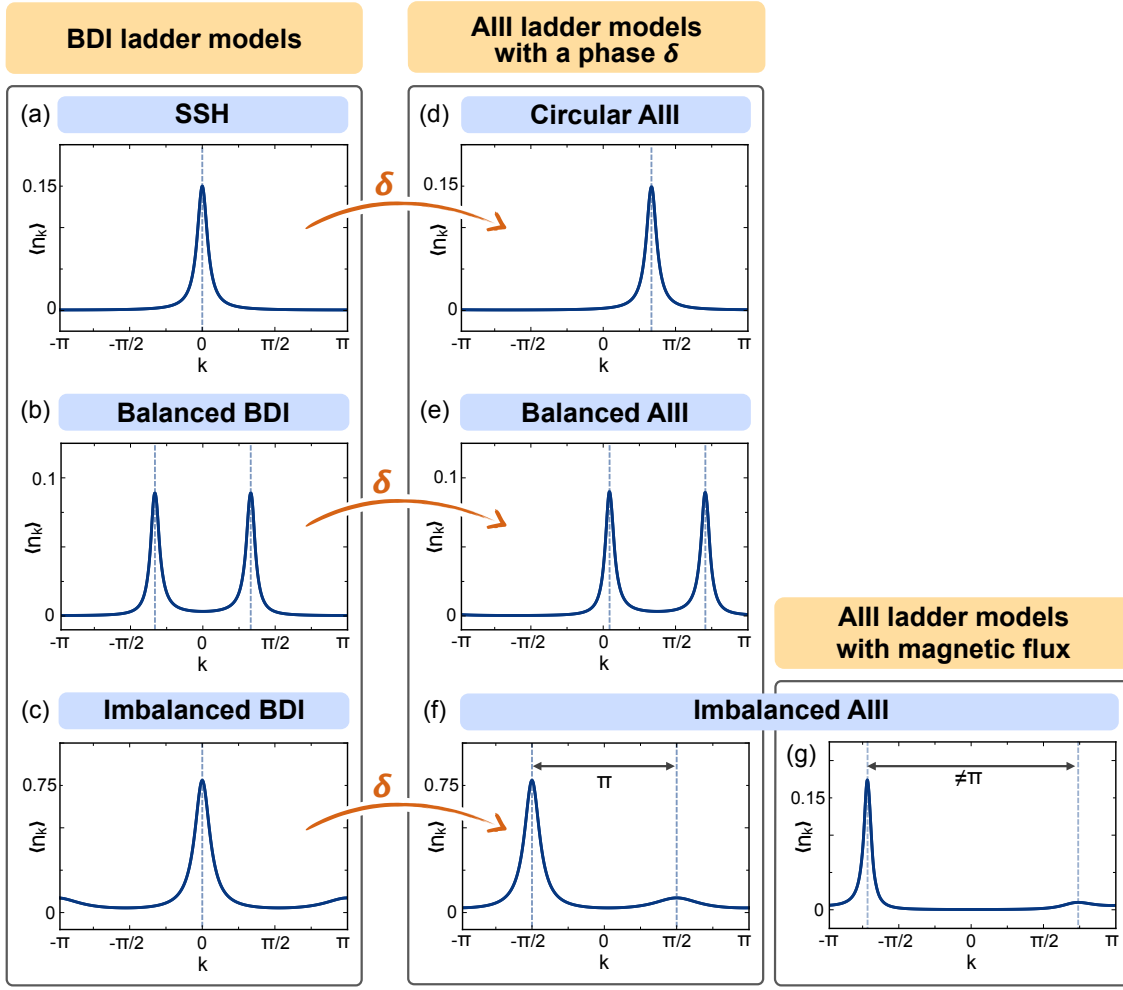 BDI ladder models
AIII ladder models
with a phase δ
(a)
SSH
0.15
0
⟨nₖ⟩
-π
-π/2
0
π/2
π
k
δ
(d)
Circular AIII
0.15
0
⟨nₖ⟩
-π
-π/2
0
π/2
π
k
(b)
Balanced BDI
0.1
0
⟨nₖ⟩
-π
-π/2
0
π/2
π
k
δ
(e)
Balanced AIII
0.1
0
⟨nₖ⟩
-π
-π/2
0
π/2
π
k
AIII ladder models
with magnetic flux
(c)
Imbalanced BDI
0.75
0
⟨nₖ⟩
-π
-π/2
0
π/2
π
k
δ
(f)
Imbalanced AIII
π
0.75
0
⟨nₖ⟩
-π
-π/2
0
π/2
π
k
(g)
≠π
0.15
0
⟨nₖ⟩
-π
-π/2
0
π/2
π
k